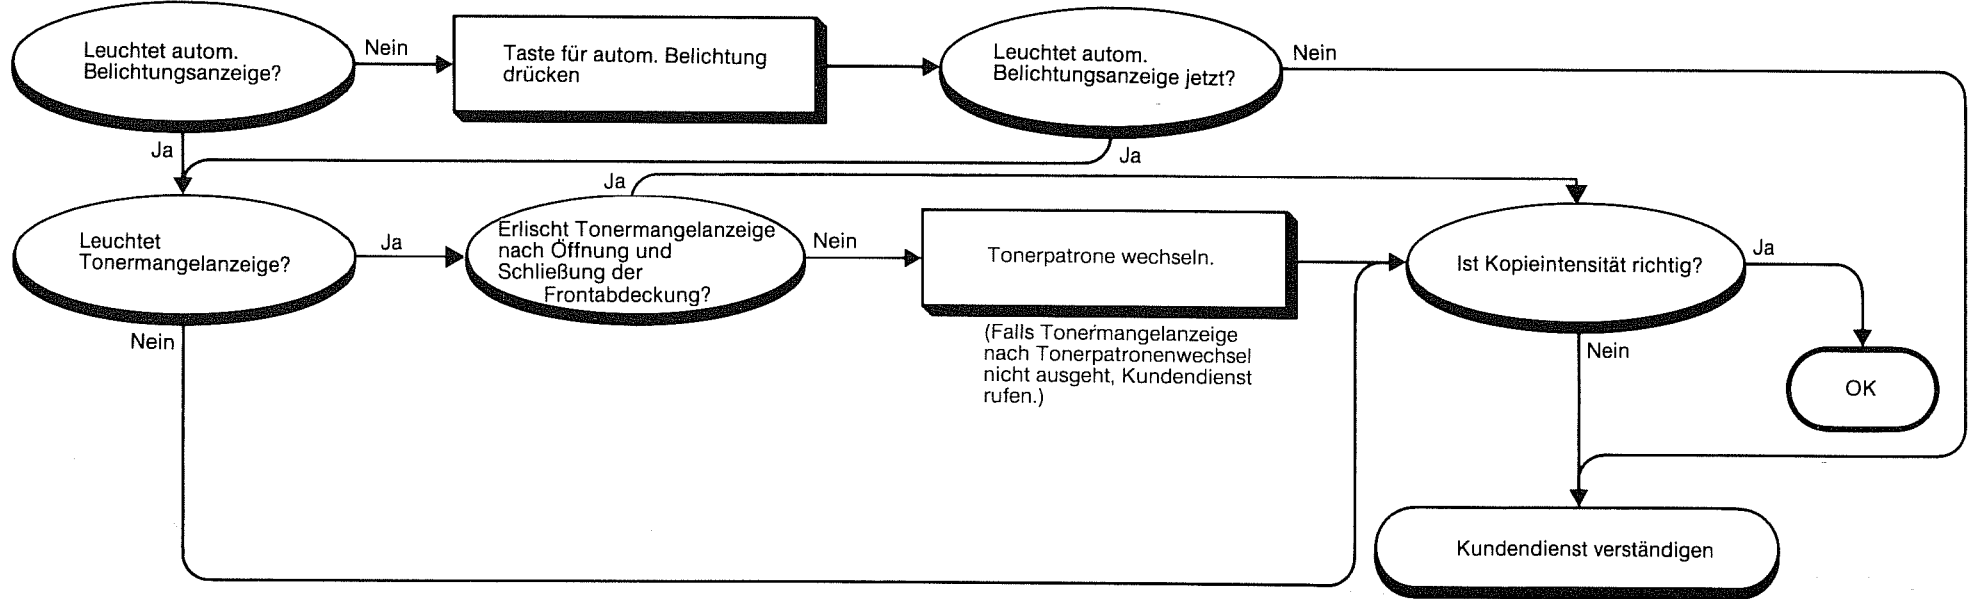 Leuchtet autom.
Belichtungsanzeige?
Nein
Taste für autom. Belichtung
drücken
Leuchtet autom.
Belichtungsanzeige jetzt?
Nein
Ja
Ja
Ja
Leuchtet
Tonermangelanzeige?
Ja
Erlischt Tonermangelanzeige
nach Öffnung und
Schließung der
Frontabdeckung?
Nein
Tonerpatrone wechseln.
Ist Kopieintensität richtig?
Ja
(Falls Tonermangelanzeige
nach Tonerpatronenwechsel
nicht ausgeht, Kundendienst
rufen.)
Nein
Nein
OK
Kundendienst verständigen